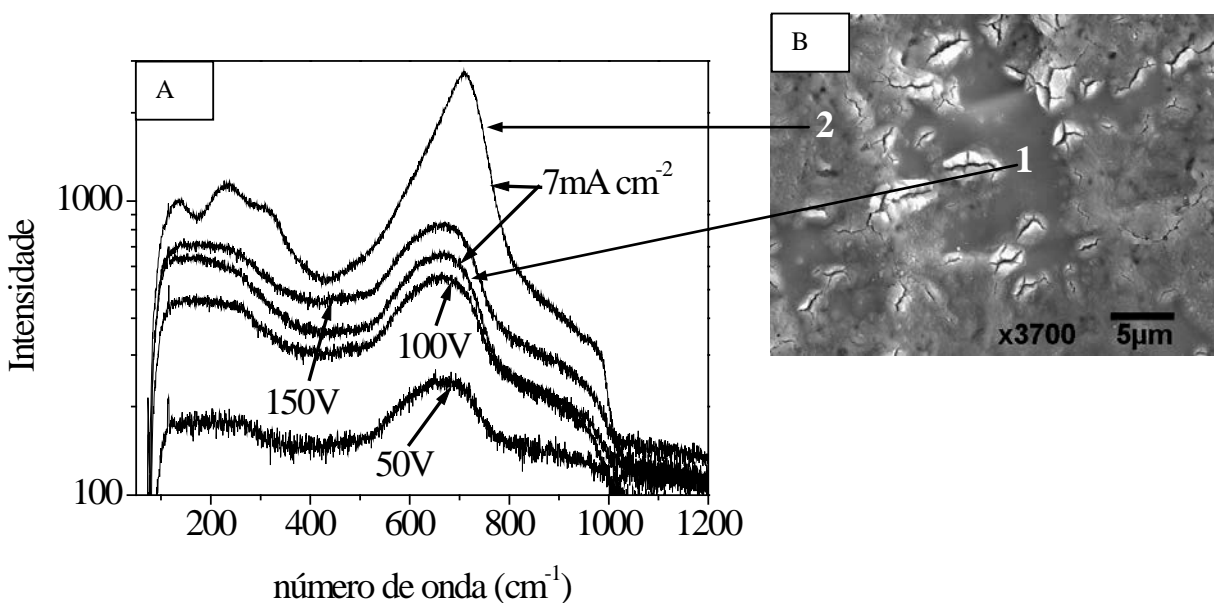 A
B
1000
100
Intensidade
2
1
7mA cm-2
100V
150V
50V
x3700 5μm
200 400 600 800 1000 1200
número de onda (cm-1)